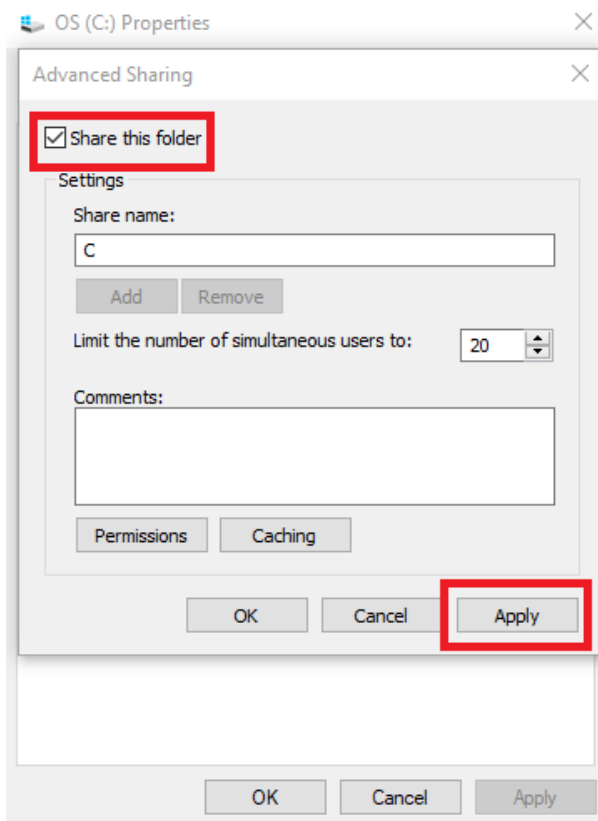 OS (C:) Properties
Advanced Sharing
Share this folder
Settings
Share name:
C
Add Remove
Limit the number of simultaneous users to: 20
Comments:
Permissions Caching
OK Cancel Apply
OK Cancel Apply